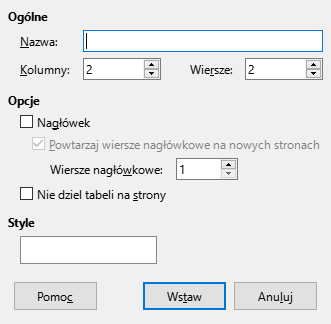 Ogólne
Nazwa:
Kolumny: 2 Wiersze: 2
Opcje
Nagłówek
Powtarzaj wiersze nagłówkowe na nowych stronach
Wiersze nagłówkowe: 1
Nie dziel tabeli na strony
Style
Pomoc Wstaw Anuluj